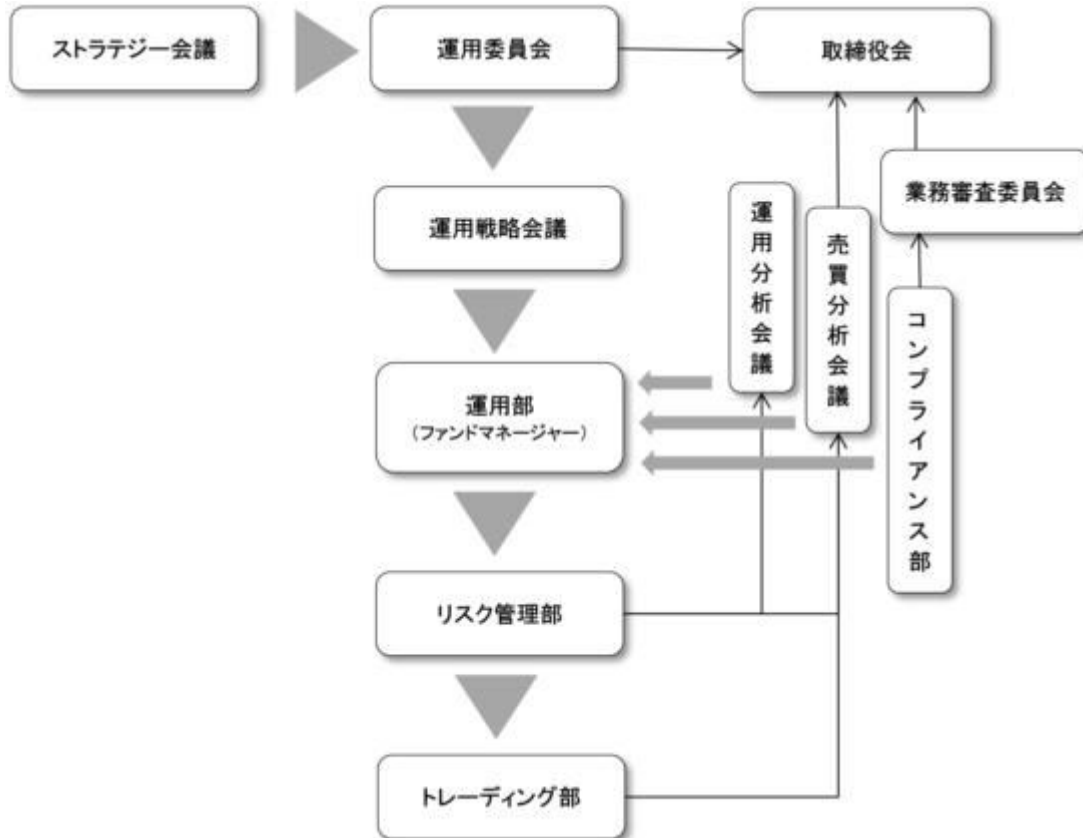 ストラテジー会議
運用委員会
取締役会
業務審査委員会
運用戦略会議
運用分析会議
売買分析会議
コンプライアンス部
運用部
(ファンドマネージャー)
リスク管理部
トレーディング部